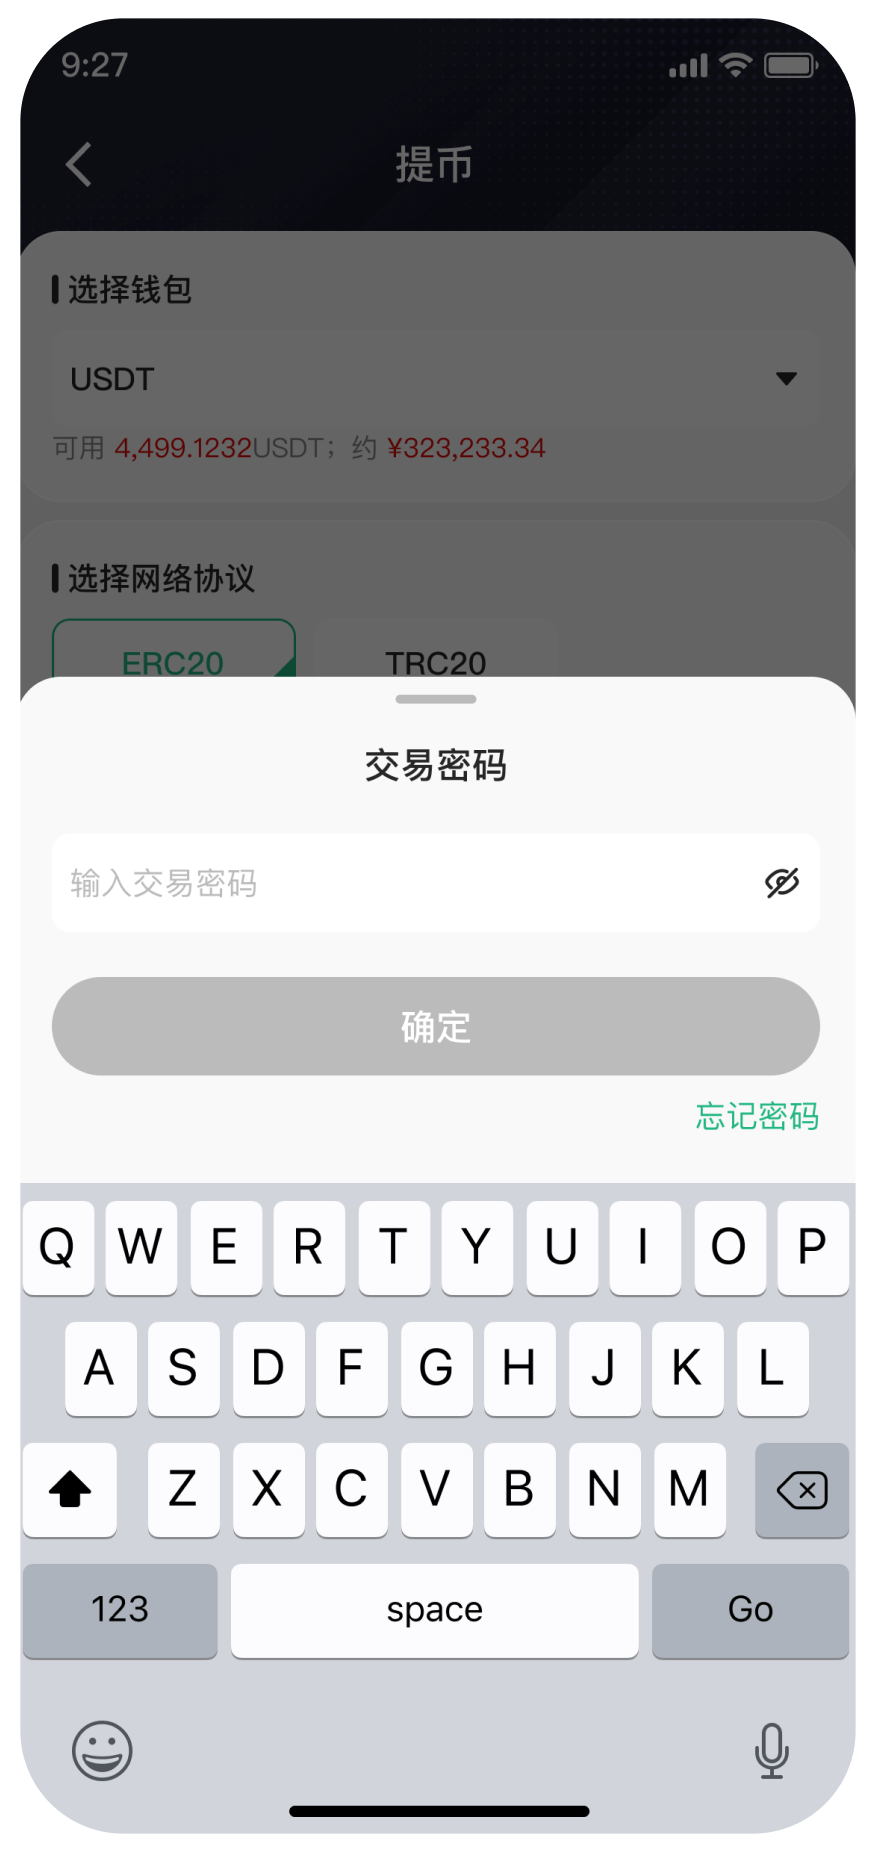 9:27
提币
选择钱包
USDT
可用 4,499.1232USDT；约 ¥323,233.34
选择网络协议
ERC20 TRC20
交易密码
输入交易密码
确定
忘记密码
Q W E R T Y U I O P
A S D F G H J K L
Z X C V B N M
123 space Go